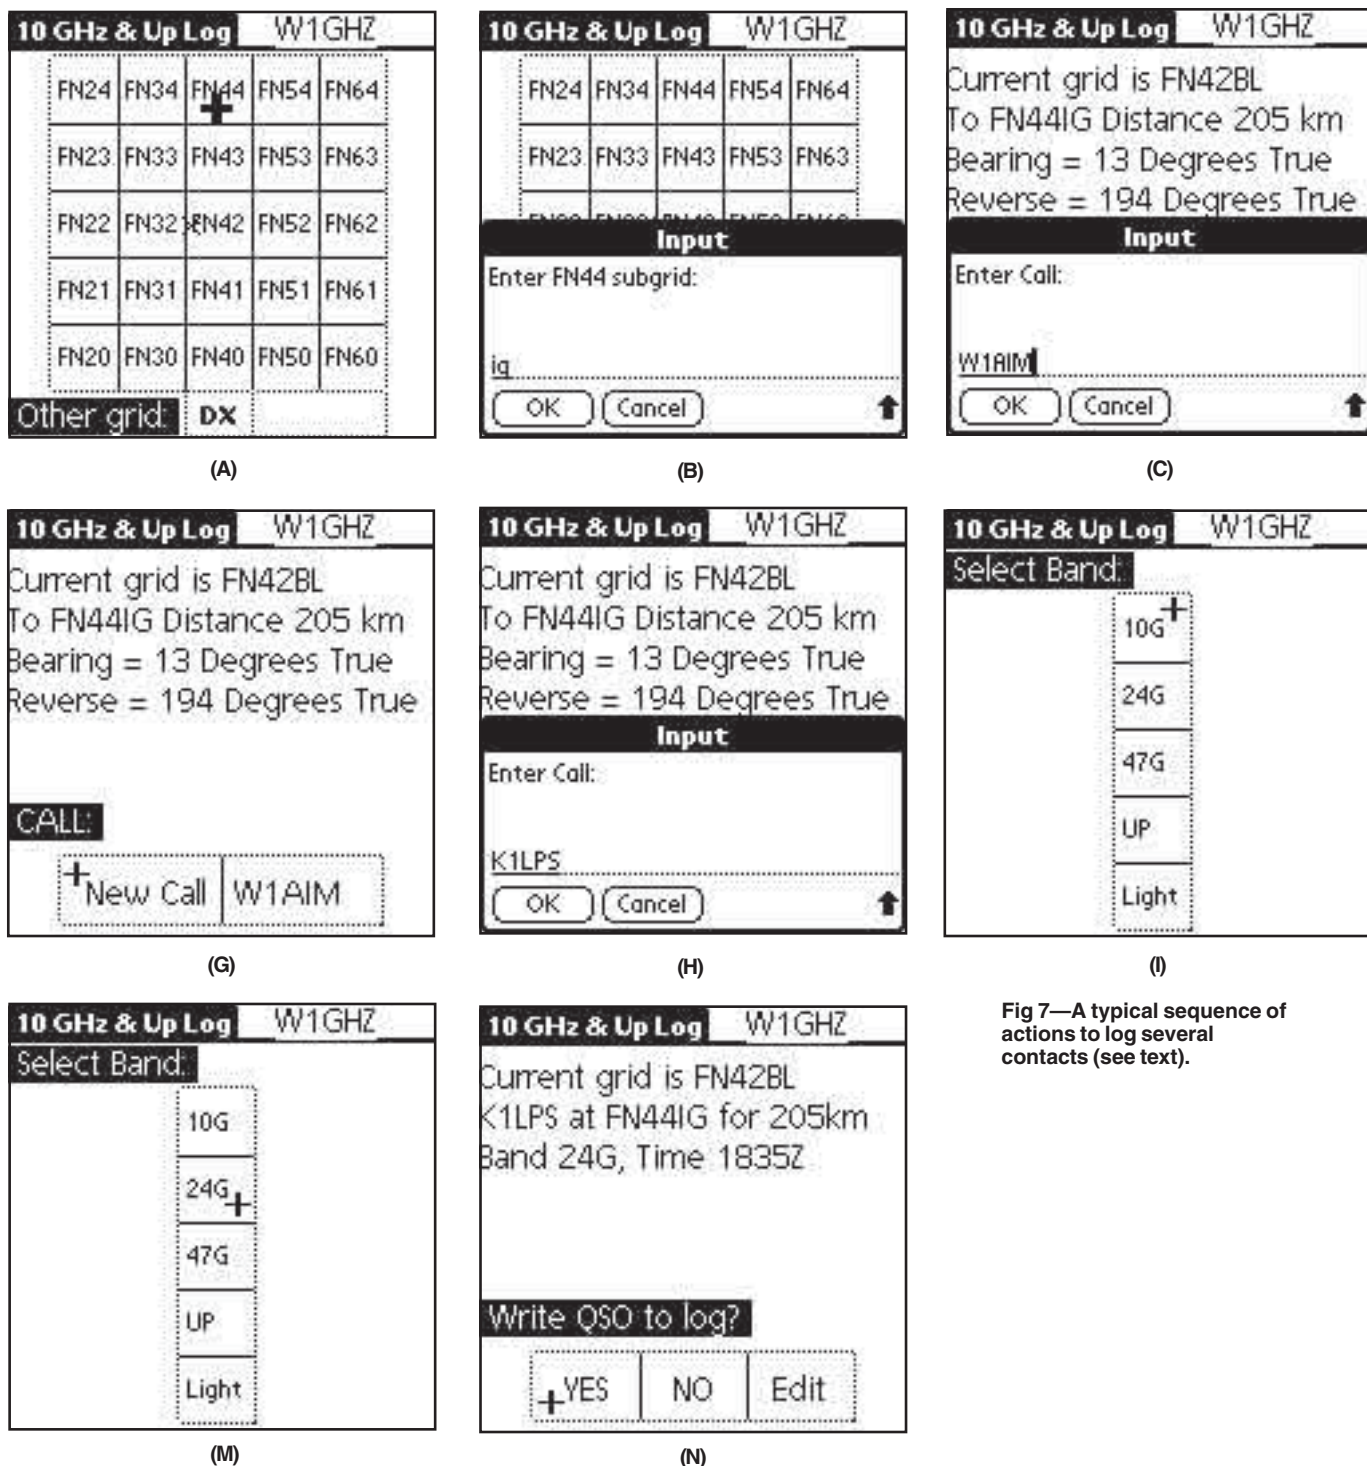 10 GHz & Up Log W1GHZ
FN24 FN34 FN44 FN54 FN64
FN23 FN33 FN43 FN53 FN63
FN22 FN32 FN42 FN52 FN62
FN21 FN31 FN41 FN51 FN61
FN20 FN30 FN40 FN50 FN60
Other grid: DX
(A)
10 GHz & Up Log W1GHZ
FN24 FN34 FN44 FN54 FN64
FN23 FN33 FN43 FN53 FN63
Input
Enter FN44 subgrid:
ig
OK Cancel
(B)
10 GHz & Up Log W1GHZ
Current grid is FN42BL
To FN44IG Distance 205 km
Bearing = 13 Degrees True
Reverse = 194 Degrees True
Input
Enter Call:
W1AIM
OK Cancel
(C)
10 GHz & Up Log W1GHZ
Current grid is FN42BL
To FN44IG Distance 205 km
Bearing = 13 Degrees True
Reverse = 194 Degrees True
CALL:
New Call W1AIM
(G)
10 GHz & Up Log W1GHZ
Current grid is FN42BL
To FN44IG Distance 205 km
Bearing = 13 Degrees True
Reverse = 194 Degrees True
Input
Enter Call:
K1LPS
OK Cancel
(H)
10 GHz & Up Log W1GHZ
Select Band:
10G
24G
47G
UP
Light
(I)
10 GHz & Up Log W1GHZ
Select Band:
10G
24G
47G
UP
Light
(M)
10 GHz & Up Log W1GHZ
Current grid is FN42BL
K1LPS at FN44IG for 205km
Band 24G, Time 1835Z
Write QSO to log?
YES NO Edit
(N)
Fig 7—A typical sequence of
actions to log several
contacts (see text).